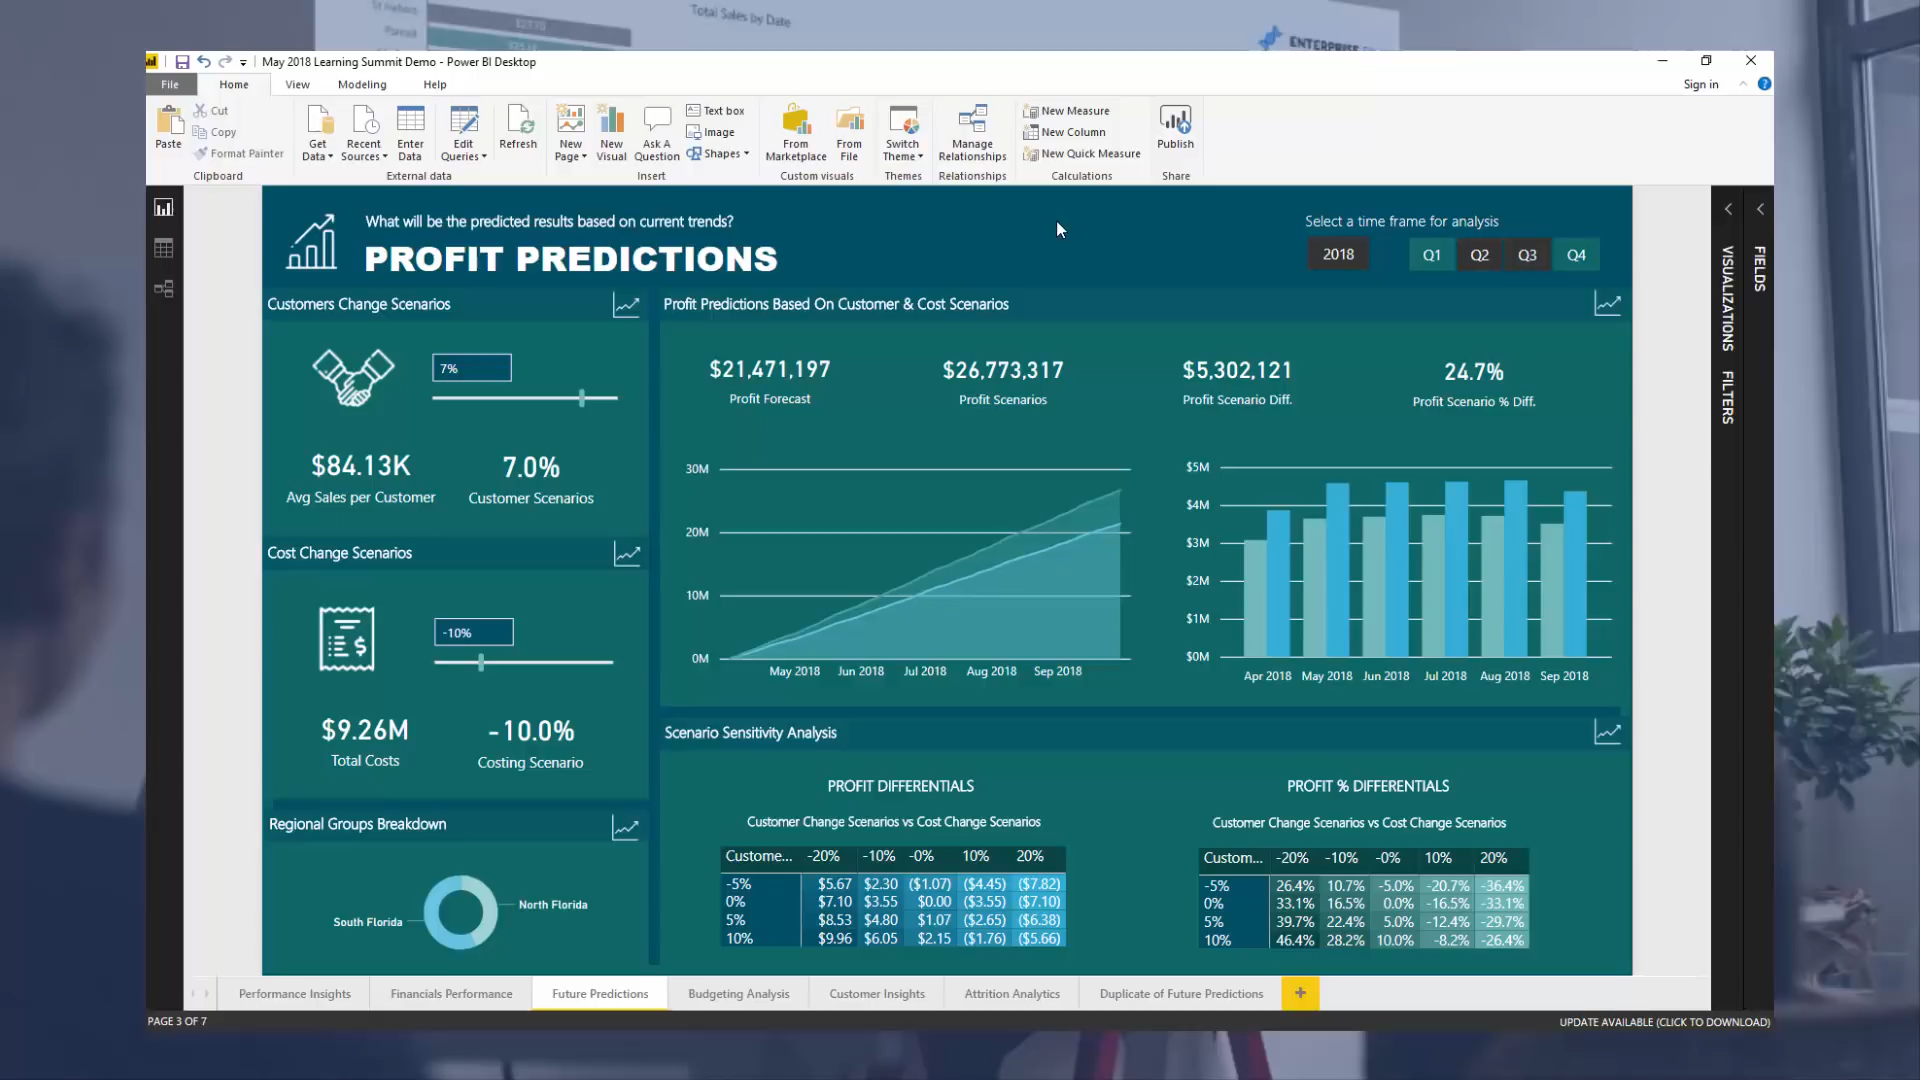 St Petersburg
$27.70
Total Sales by Date
ENTERPRISE
May 2018 Learning Summit Demo - Power BI Desktop
File Home View Modeling Help Sign in
Paste Cut Copy Format Painter
Clipboard
Get Data Recent Sources Enter Data Edit Queries Refresh
External data
New Page New Visual Ask A Question Text box Image Shapes
Insert
From Marketplace From File
Custom visuals
Switch Theme
Themes
Manage Relationships
Relationships
New Measure
New Column
New Quick Measure
Calculations
Publish
Share
What will be the predicted results based on current trends?
PROFIT PREDICTIONS
Select a time frame for analysis
2018 Q1 Q2 Q3 Q4
VISUALIZATIONS
FILTERS
FIELDS
Customers Change Scenarios
7%
$84.13K
Avg Sales per Customer
7.0%
Customer Scenarios
Cost Change Scenarios
-10%
$9.26M
Total Costs
-10.0%
Costing Scenario
Regional Groups Breakdown
North Florida
South Florida
Profit Predictions Based On Customer & Cost Scenarios
$21,471,197
Profit Forecast
$26,773,317
Profit Scenarios
$5,302,121
Profit Scenario Diff.
24.7%
Profit Scenario % Diff.
30M
20M
10M
0M
May 2018 Jun 2018 Jul 2018 Aug 2018 Sep 2018
$5M
$4M
$3M
$2M
$1M
$0M
Apr 2018 May 2018 Jun 2018 Jul 2018 Aug 2018 Sep 2018
Scenario Sensitivity Analysis
PROFIT DIFFERENTIALS
Customer Change Scenarios vs Cost Change Scenarios
Custome... -20% -10% -0% 10% 20%
-5% $5.67 $2.30 ($1.07) ($4.45) ($7.82)
0% $7.10 $3.55 $0.00 ($3.55) ($7.10)
5% $8.53 $4.80 $1.07 ($2.65) ($6.38)
10% $9.96 $6.05 $2.15 ($1.76) ($5.66)
PROFIT % DIFFERENTIALS
Customer Change Scenarios vs Cost Change Scenarios
Custom... -20% -10% -0% 10% 20%
-5% 26.4% 10.7% -5.0% -20.7% -36.4%
0% 33.1% 16.5% 0.0% -16.5% -33.1%
5% 39.7% 22.4% 5.0% -12.4% -29.7%
10% 46.4% 28.2% 10.0% -8.2% -26.4%
Performance Insights Financials Performance Future Predictions Budgeting Analysis Customer Insights Attrition Analytics Duplicate of Future Predictions
PAGE 3 OF 7
UPDATE AVAILABLE (CLICK TO DOWNLOAD)